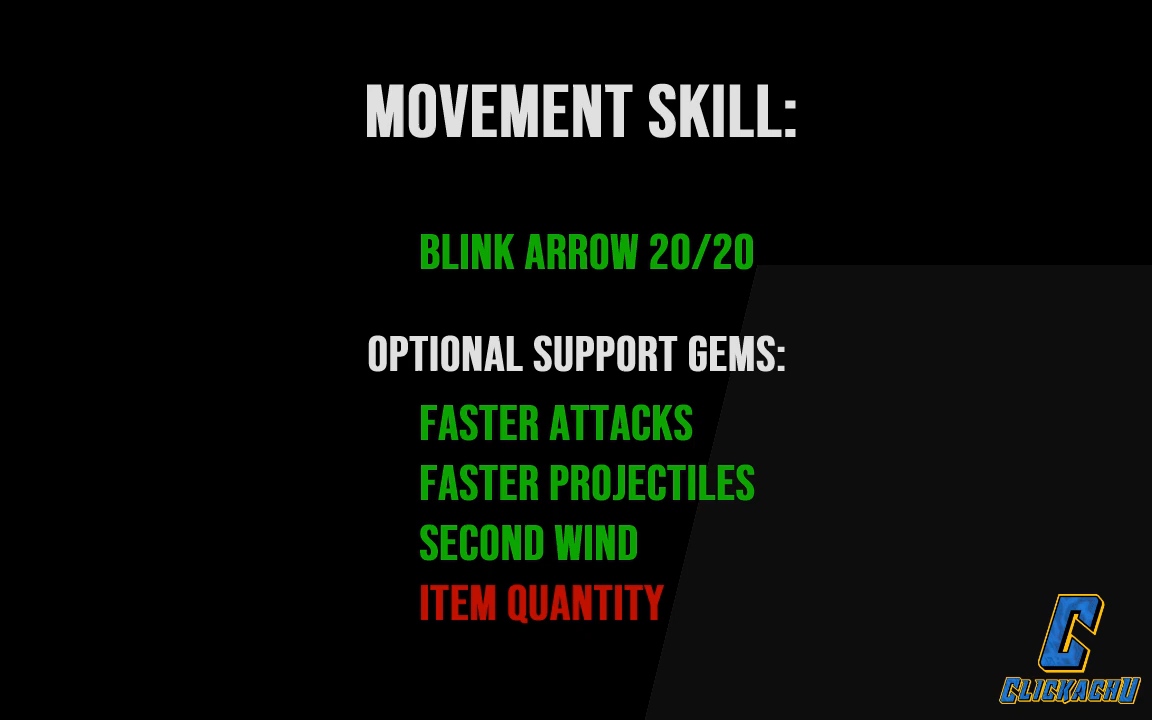 MOVEMENT SKILL:
BLINK ARROW 20/20
OPTIONAL SUPPORT GEMS:
FASTER ATTACKS
FASTER PROJECTILES
SECOND WIND
ITEM QUANTITY
C
CLICKACHU